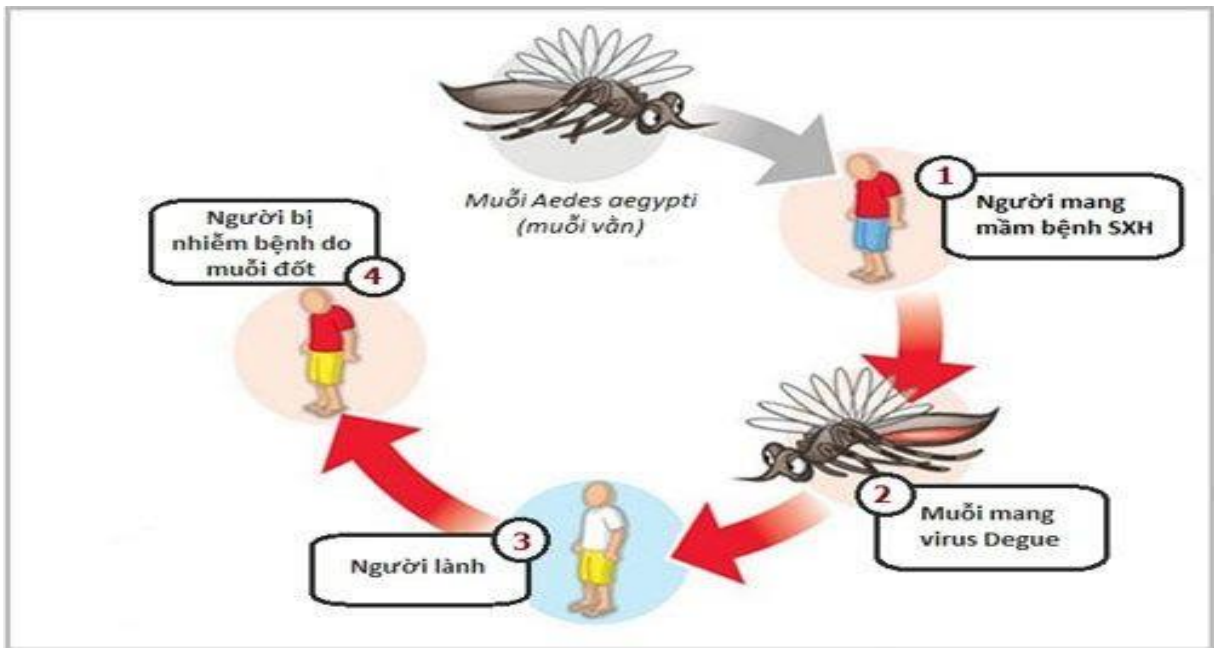 Muỗi Aedes aegypti
(muỗi vằn)
1
Người mang
mầm bệnh SXH
2
Muỗi mang
virus Degue
3
Người lành
4
Người bị
nhiễm bệnh do
muỗi đốt